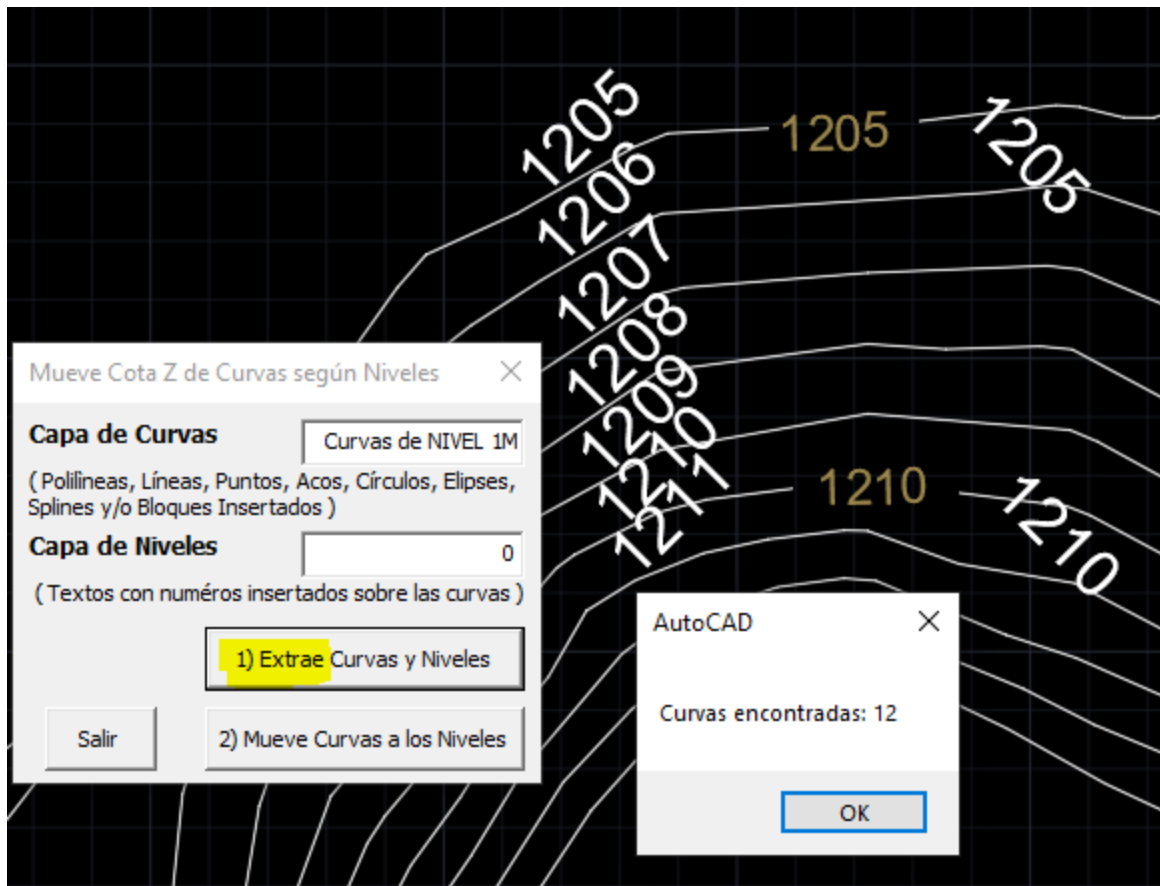 1205
1205
1205
1206
1207
1208
1209
1210
1211
1210
1210
Mueve Cota Z de Curvas según Niveles
Capa de Curvas
Curvas de NIVEL 1M
( Polilìneas, Líneas, Puntos, Acos, Círculos, Elipses,
Splines y/o Bloques Insertados )
Capa de Niveles
0
( Textos con numéros insertados sobre las curvas )
1) Extrae Curvas y Niveles
Salir
2) Mueve Curvas a los Niveles
AutoCAD
Curvas encontradas: 12
OK